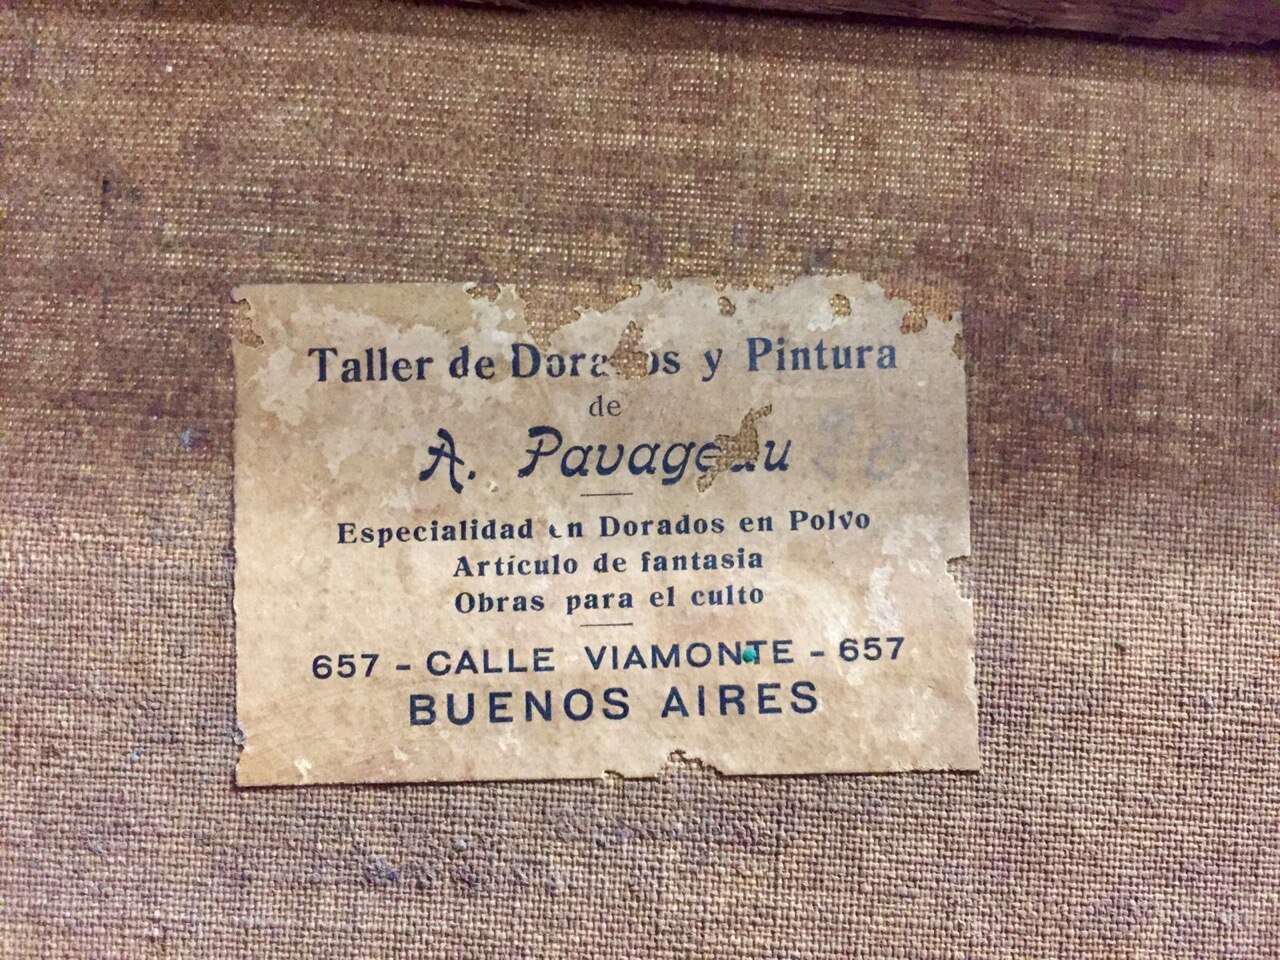 Taller de Dorados y Pintura
de
A. Pavageau
Especialidad en Dorados en Polvo
Artículo de fantasia
Obras para el culto
657 - CALLE VIAMONTE - 657
BUENOS AIRES